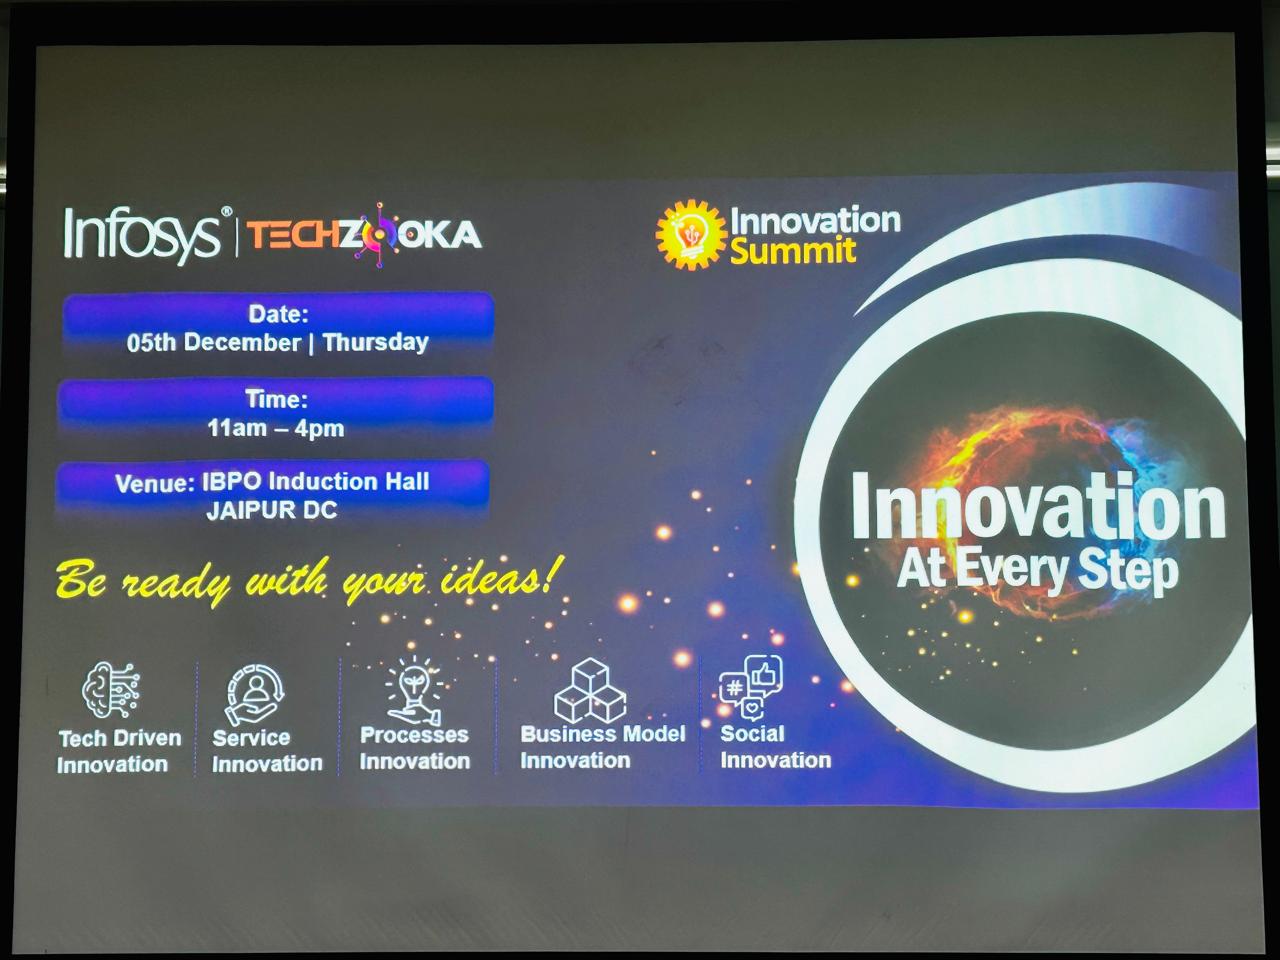 Infosys® | TECHZOOKA
Innovation
Summit
Date:
05th December | Thursday
Time:
11am – 4pm
Venue: IBPO Induction Hall
JAIPUR DC
Be ready with your ideas!
Innovation
At Every Step
Tech Driven
Innovation
Service
Innovation
Processes
Innovation
Business Model
Innovation
#
Social
Innovation